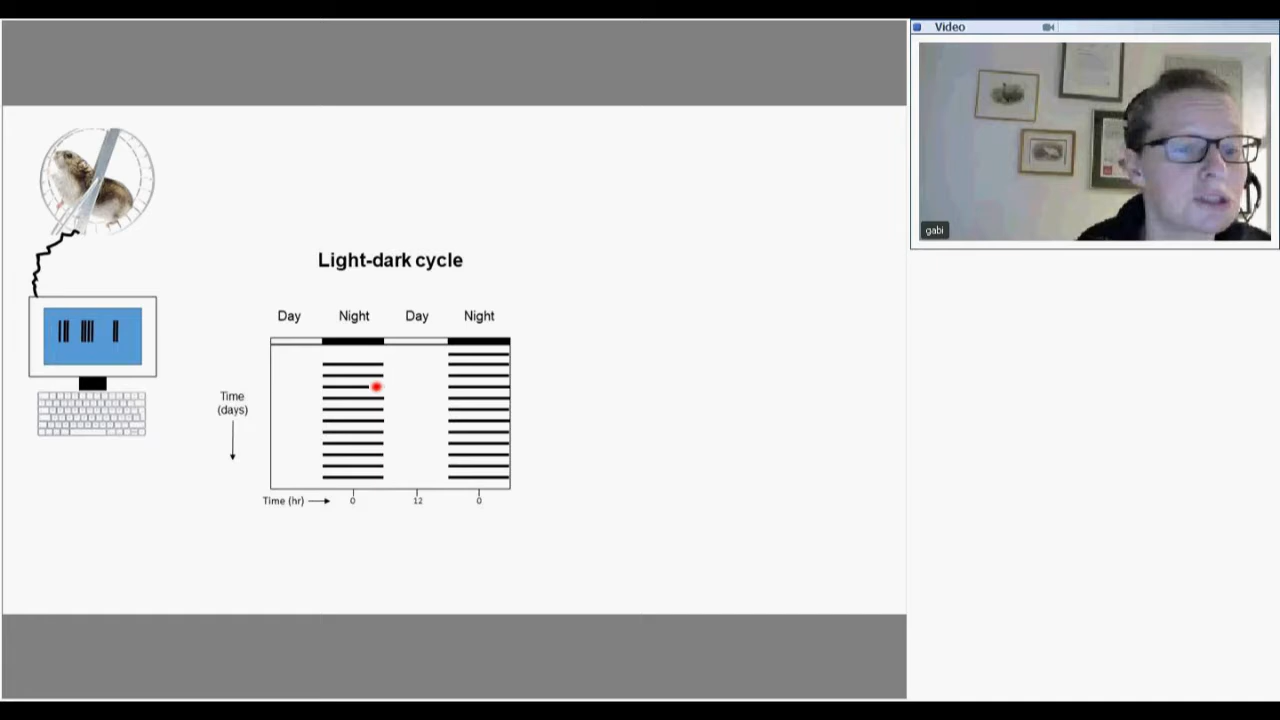 Video
gabi
Light-dark cycle
Day Night Day Night
Time
(days)
Time (hr)
0 12 0